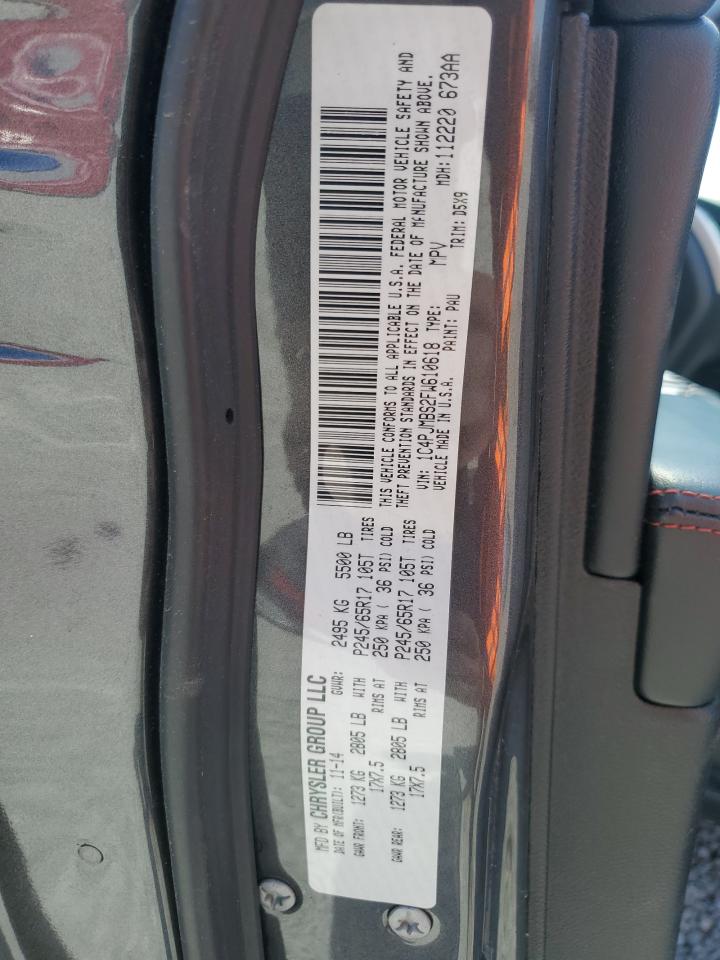 MFD BY CHRYSLER GROUP LLC
DATE OF MFR(BUILT): 11-14 GVWR: 2495 KG 5500 LB
GAWR FRONT: 1273 KG 2805 LB WITH P245/65R17 105T TIRES
17X7.5 RIMS AT 250 KPA ( 36 PSI) COLD
GAWR REAR: 1273 KG 2805 LB WITH P245/65R17 105T TIRES
17X7.5 RIMS AT 250 KPA ( 36 PSI) COLD
THIS VEHICLE CONFORMS TO ALL APPLICABLE U.S.A. FEDERAL MOTOR VEHICLE SAFETY AND
THEFT PREVENTION STANDARDS IN EFFECT ON THE DATE OF MANUFACTURE SHOWN ABOVE.
VIN: 1C4PJMBS2FW610618 TYPE: MPV MDH:112220 673AA
VEHICLE MADE IN U.S.A. PAINT: PAU TRIM: D5X9